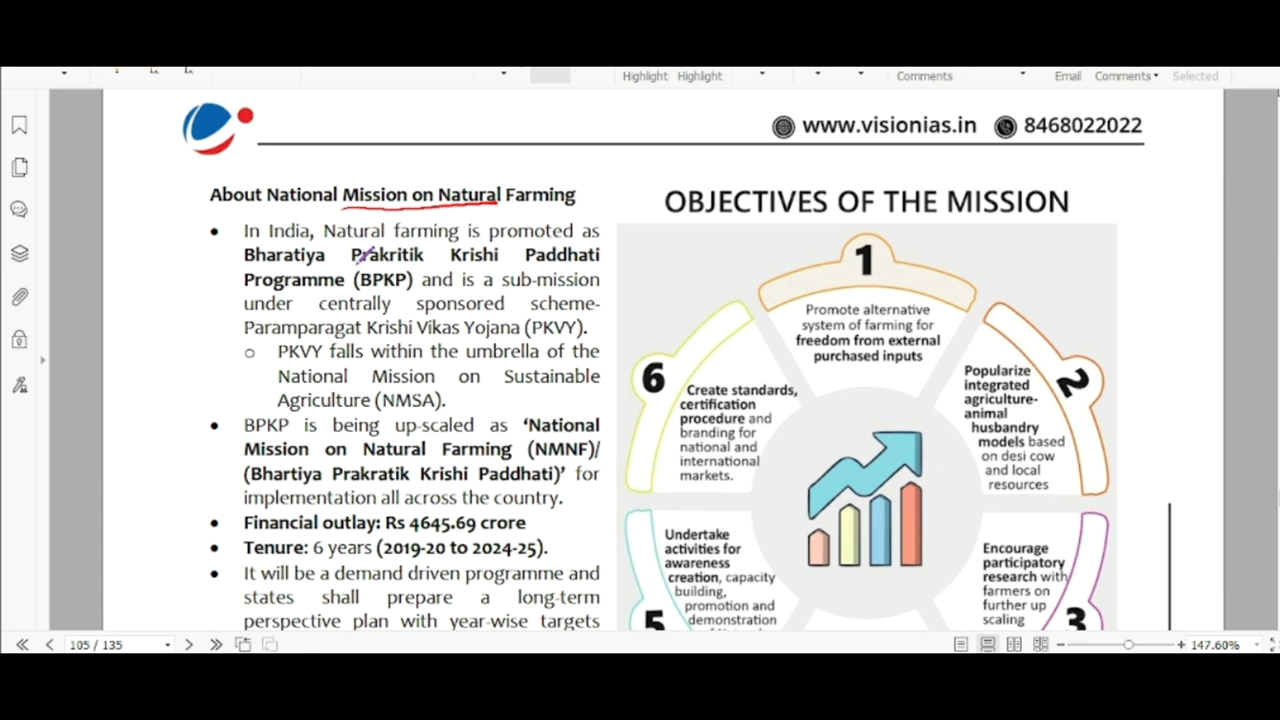 Highlight Highlight Comments Email Comments Selected
www.visionias.in 8468022022
About National Mission on Natural Farming
• In India, Natural farming is promoted as
Bharatiya Prakritik Krishi Paddhati
Programme (BPKP) and is a sub-mission
under centrally sponsored scheme-
Paramparagat Krishi Vikas Yojana (PKVY).
o PKVY falls within the umbrella of the
National Mission on Sustainable
Agriculture (NMSA).
• BPKP is being up-scaled as ‘National
Mission on Natural Farming (NMNF)/
(Bhartiya Prakratik Krishi Paddhati)’ for
implementation all across the country.
• Financial outlay: Rs 4645.69 crore
• Tenure: 6 years (2019-20 to 2024-25).
• It will be a demand driven programme and
states shall prepare a long-term
perspective plan with year-wise targets
OBJECTIVES OF THE MISSION
1
Promote alternative
system of farming for
freedom from external
purchased inputs
2
Popularize
integrated
agriculture-
animal
husbandry
models based
on desi cow
and local
resources
3
Encourage
participatory
research with
farmers on
further up
scaling
5
Undertake
activities for
awareness
creation, capacity
building,
promotion and
demonstration
6
Create standards,
certification
procedure and
branding for
national and
international
markets.
105 / 135
147.60%